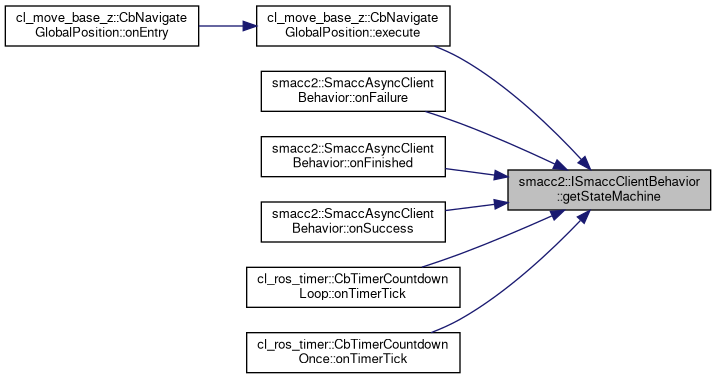 cl_move_base_z::CbNavigate
GlobalPosition::onEntry
cl_move_base_z::CbNavigate
GlobalPosition::execute
smacc2::SmaccAsyncClient
Behavior::onFailure
smacc2::SmaccAsyncClient
Behavior::onFinished
smacc2::ISmaccClientBehavior
::getStateMachine
smacc2::SmaccAsyncClient
Behavior::onSuccess
cl_ros_timer::CbTimerCountdown
Loop::onTimerTick
cl_ros_timer::CbTimerCountdown
Once::onTimerTick